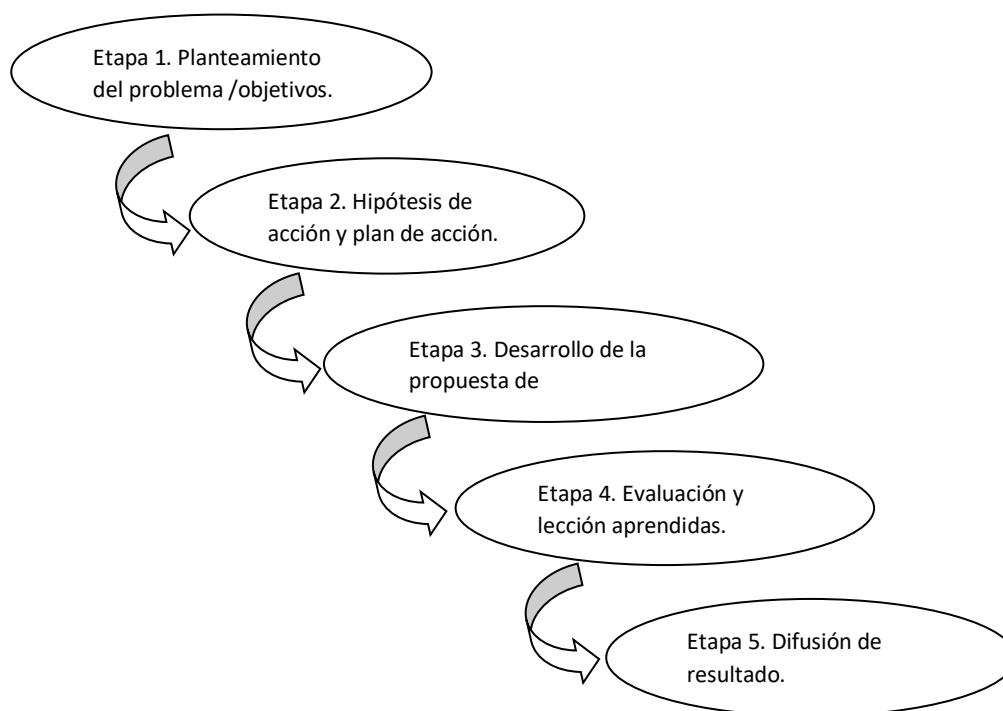 Etapa 1. Planteamiento
del problema /objetivos.
Etapa 2. Hipótesis de
acción y plan de acción.
Etapa 3. Desarrollo de la
propuesta de
Etapa 4. Evaluación y
lección aprendidas.
Etapa 5. Difusión de
resultado.